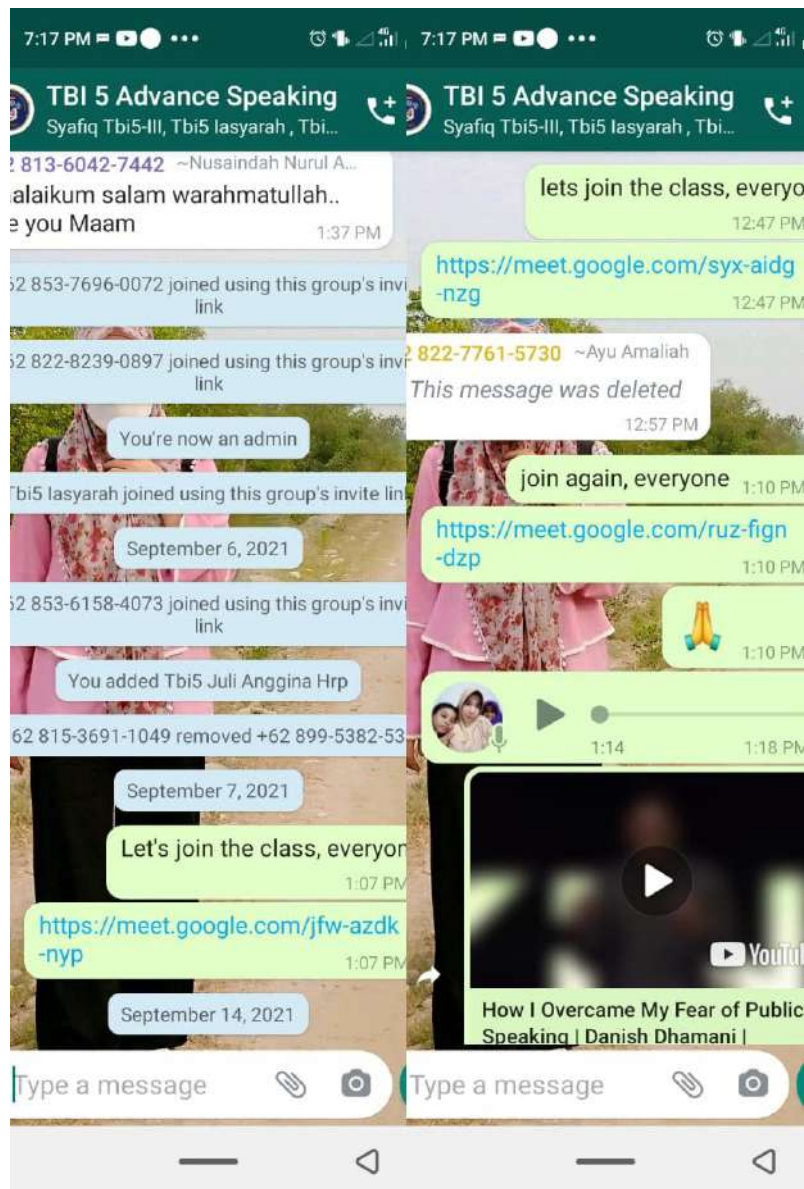 7:17 PM
TBI 5 Advance Speaking
Syafiq Tbi5-III, Tbi5 Iasyarah , Tbi...
2 813-6042-7442 ~Nusaindah Nurul A...
alaikum salam warahmatullah..
e you Maam
1:37 PM
62 853-7696-0072 joined using this group's invi
link
62 822-8239-0897 joined using this group's invi
link
You're now an admin
Tbi5 Iasyarah joined using this group's invite lin
September 6, 2021
62 853-6158-4073 joined using this group's invi
link
You added Tbi5 Juli Anggina Hrp
62 815-3691-1049 removed +62 899-5382-53
September 7, 2021
Let's join the class, everyon
1:07 PM
https://meet.google.com/jfw-azdk
-nyp
1:07 PM
September 14, 2021
Type a message
7:17 PM
4G
TBI 5 Advance Speaking
Syafiq Tbi5-III, Tbi5 Iasyarah , Tbi...
lets join the class, everyo
12:47 PM
https://meet.google.com/syx-aidg
-nzg
12:47 PM
2 822-7761-5730 ~Ayu Amaliah
This message was deleted
12:57 PM
join again, everyone 1:10 PM
https://meet.google.com/ruz-fign
-dzp
1:10 PM
1:10 PM
1:14 1:18 PM
YouTu
How I Overcame My Fear of Public
Speaking | Danish Dhamani |
Type a message